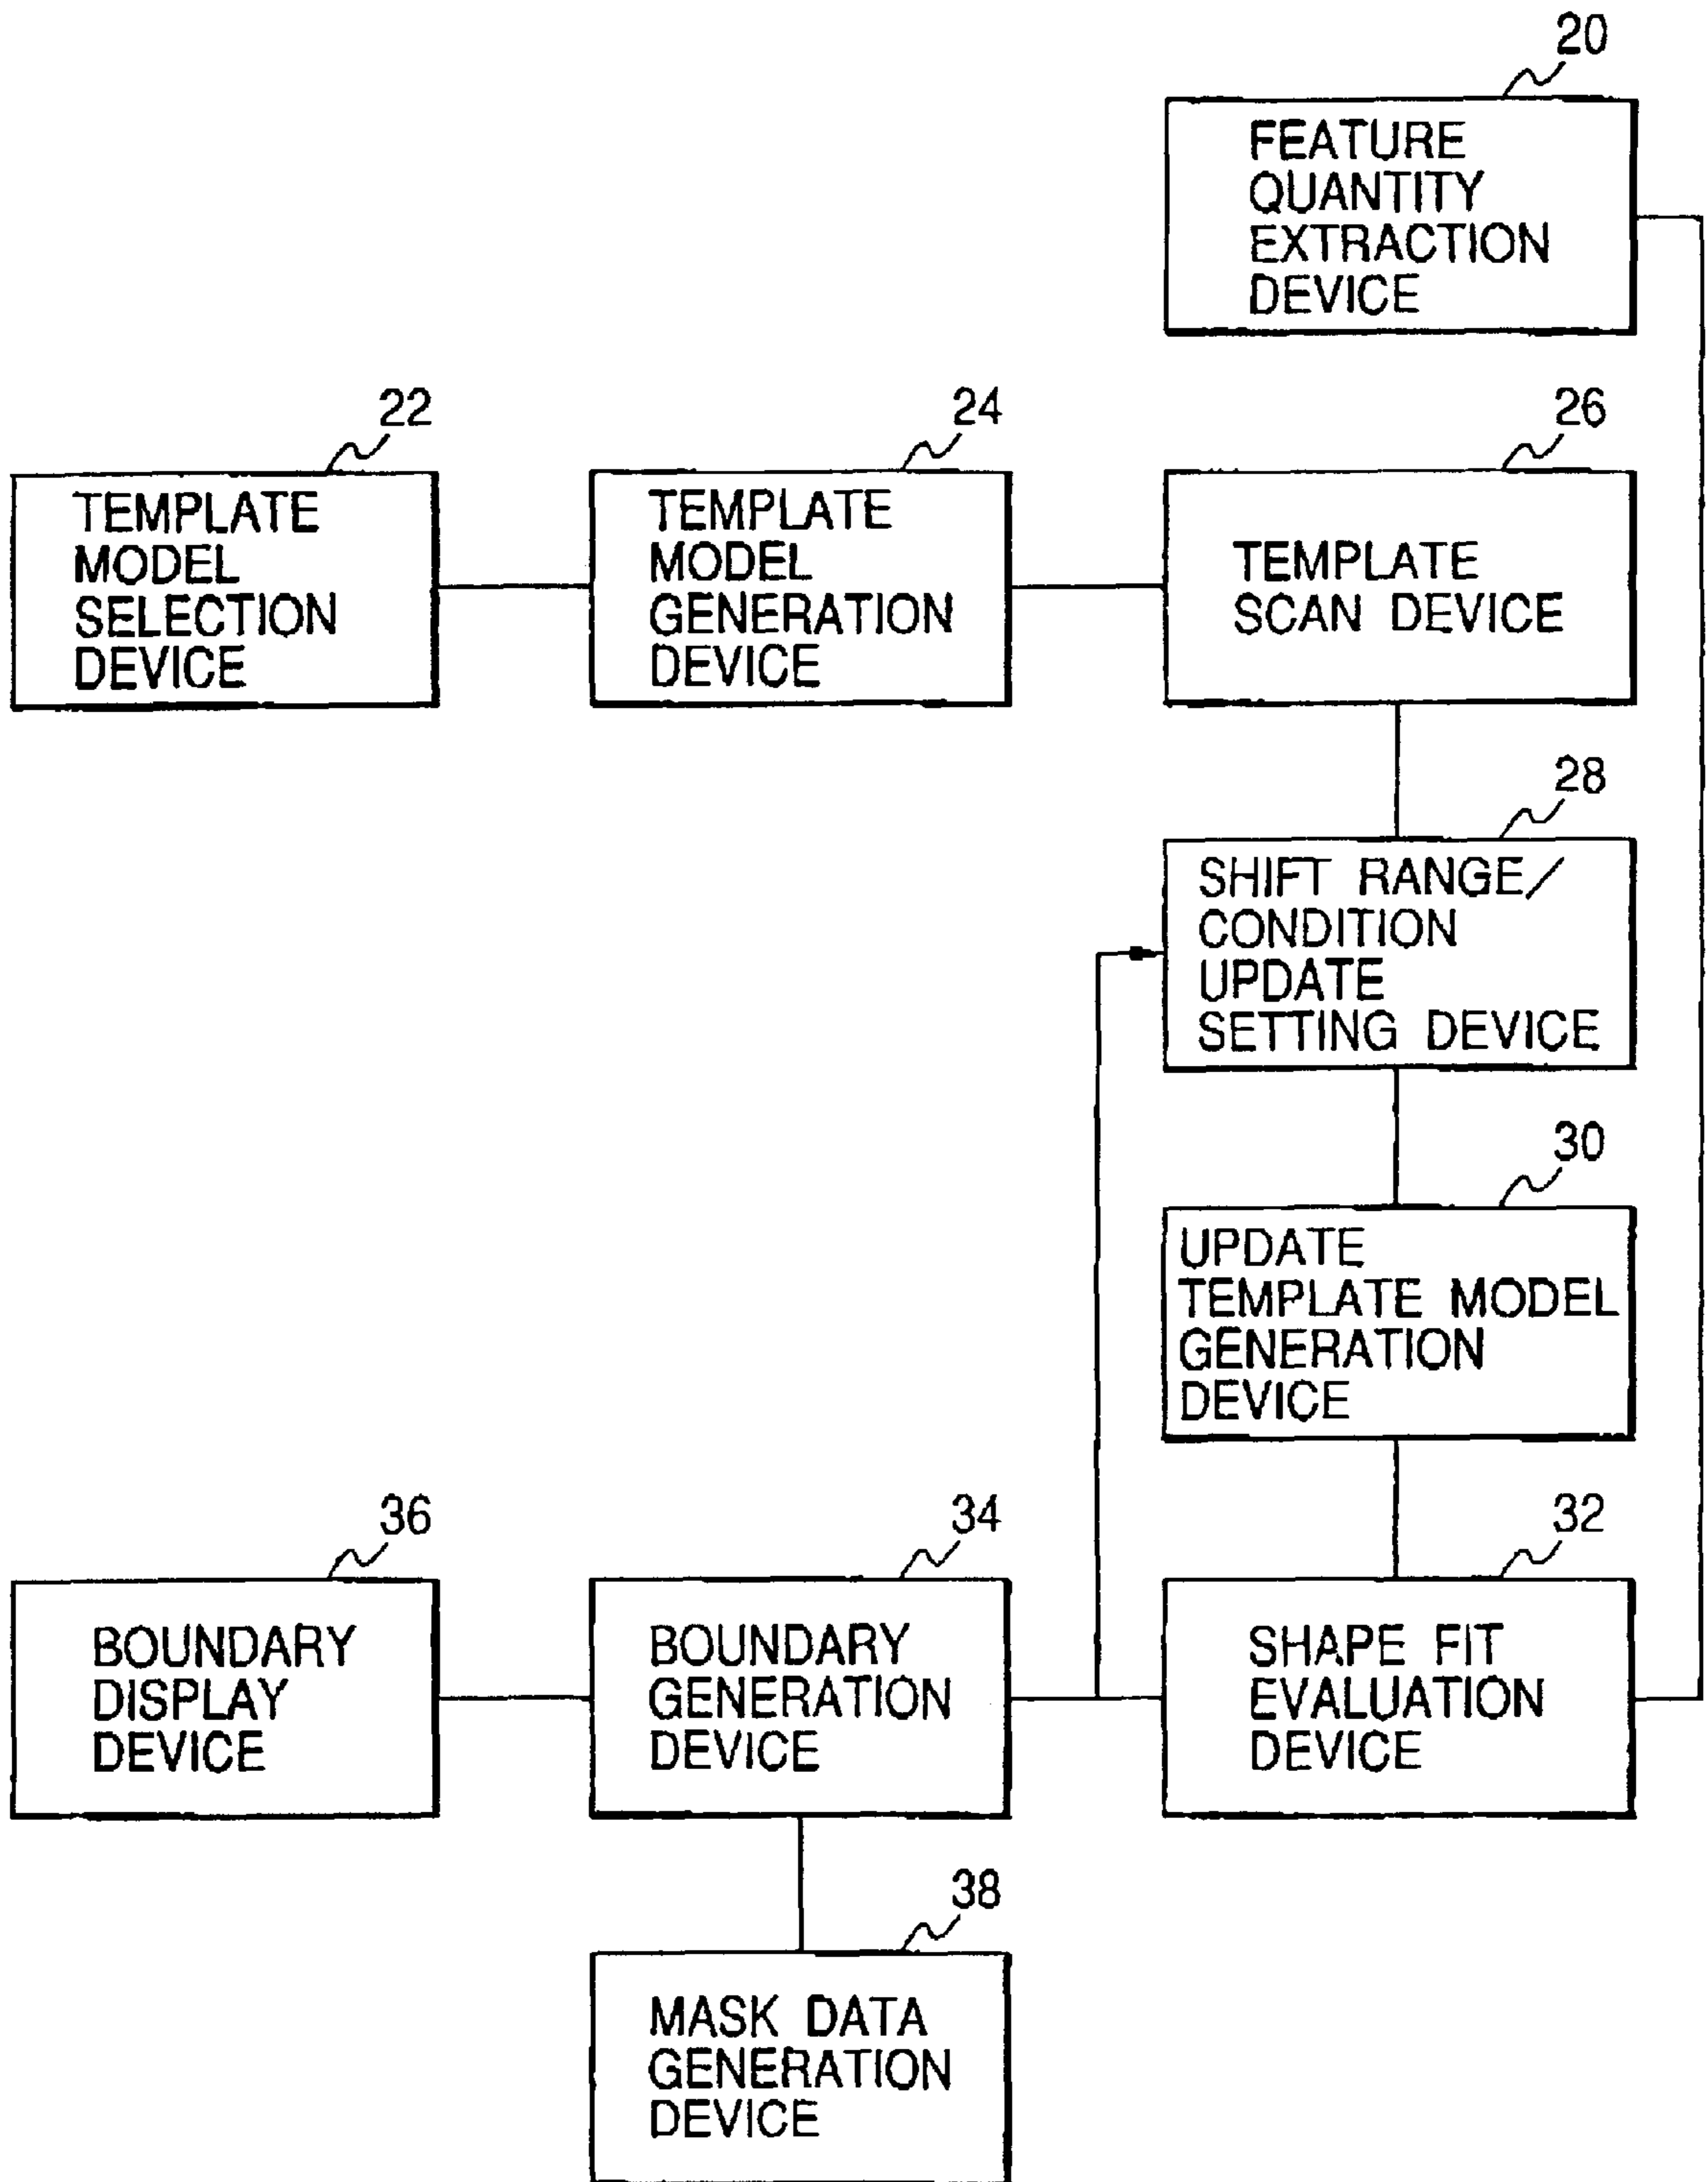 20
FEATURE
QUANTITY
EXTRACTION
DEVICE
22
TEMPLATE
MODEL
SELECTION
DEVICE
24
TEMPLATE
MODEL
GENERATION
DEVICE
26
TEMPLATE
SCAN DEVICE
28
SHIFT RANGE/
CONDITION
UPDATE
SETTING DEVICE
30
UPDATE
TEMPLATE MODEL
GENERATION
DEVICE
36
BOUNDARY
DISPLAY
DEVICE
34
BOUNDARY
GENERATION
DEVICE
32
SHAPE FIT
EVALUATION
DEVICE
38
MASK DATA
GENERATION
DEVICE